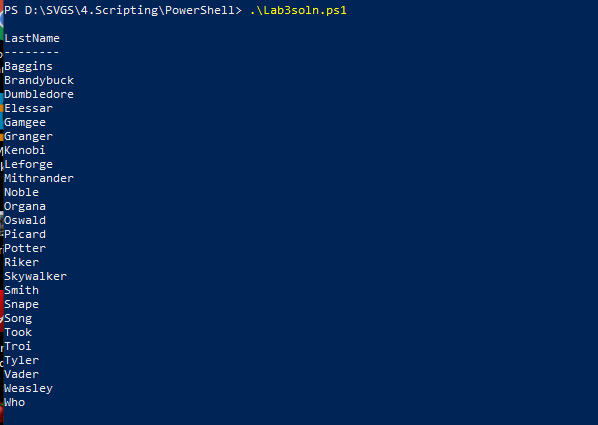 PS D:\SVGS\4.Scripting\PowerShell> .\Lab3soln.ps1
LastName
--------
Baggins
Brandybuck
Dumbledore
Elessar
Gamgee
Granger
Kenobi
Leforge
Mithrander
Noble
Organa
Oswald
Picard
Potter
Riker
Skywalker
Smith
Snape
Song
Took
Troi
Tyler
Vader
Weasley
Who